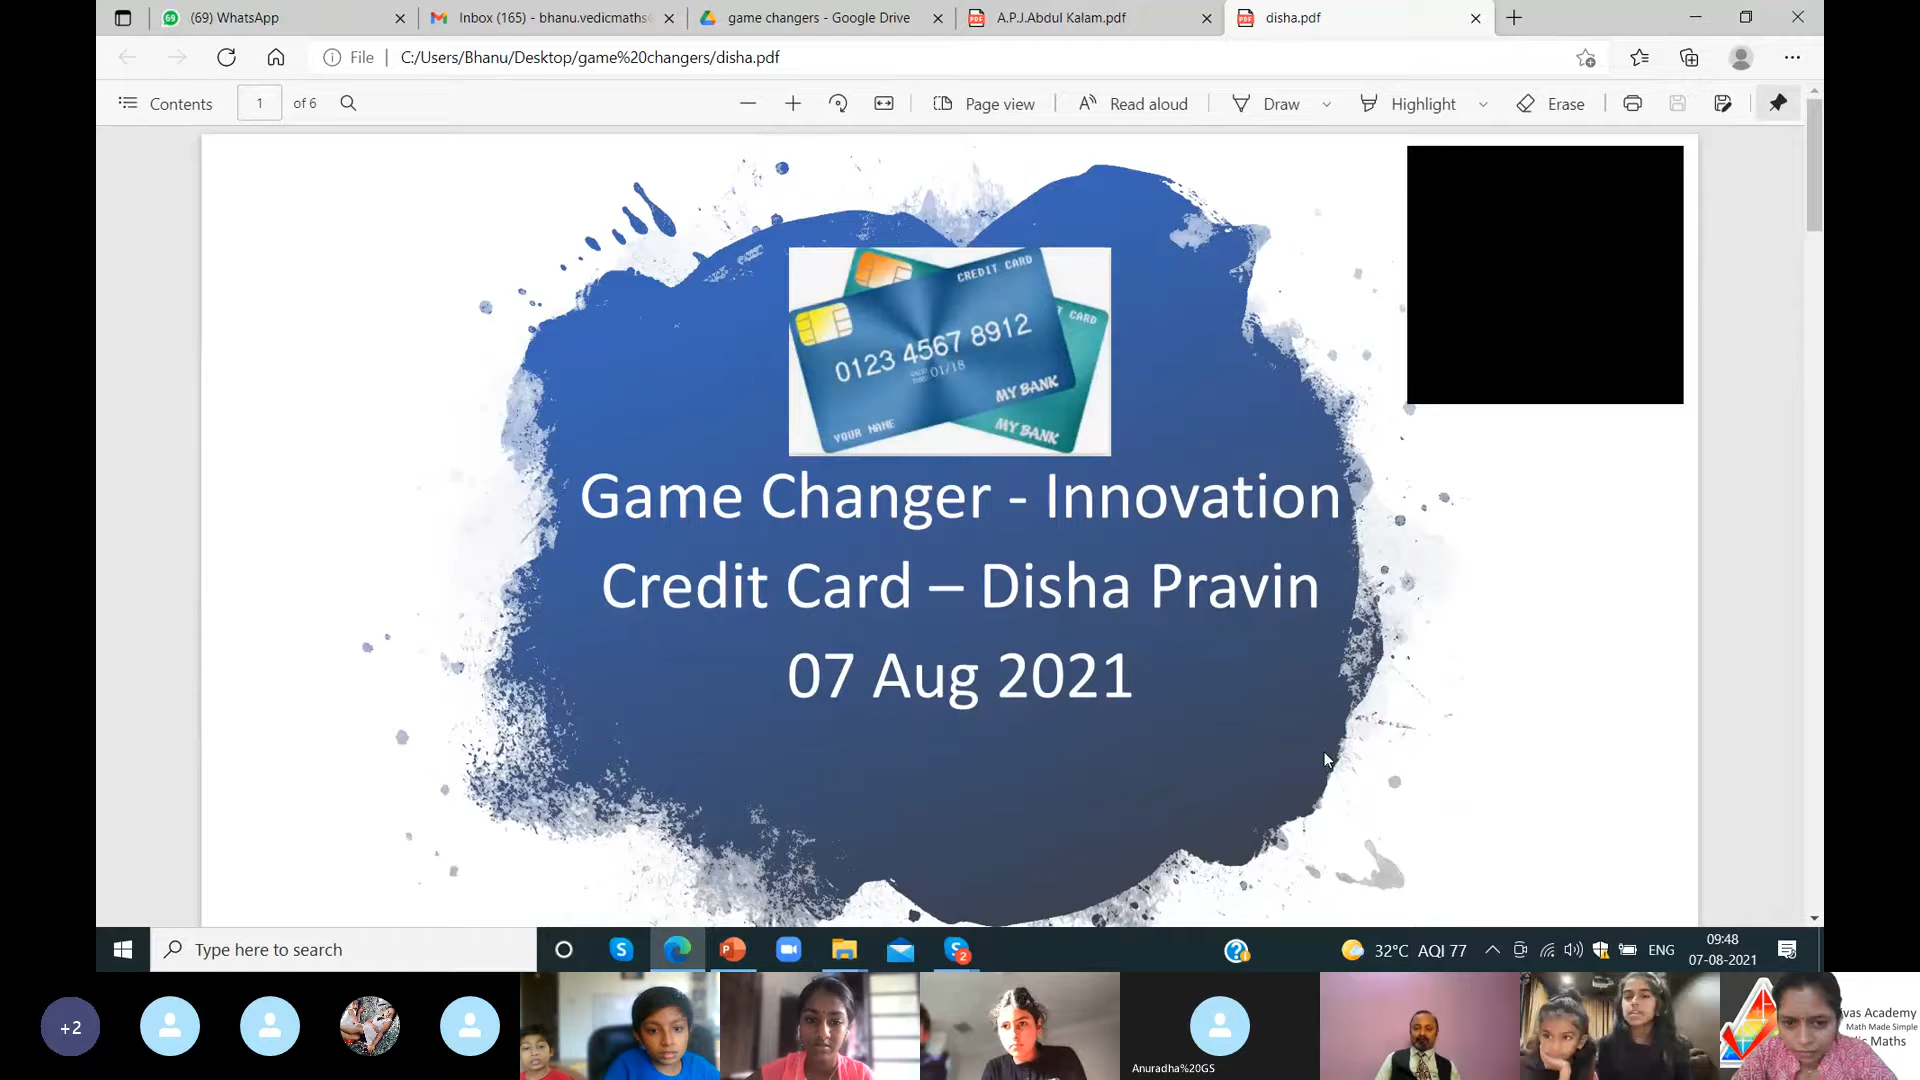 (69) WhatsApp
Inbox (165) - bhanu.vedicmaths
game changers - Google Drive
A.P.J.Abdul Kalam.pdf
disha.pdf
File
C:/Users/Bhanu/Desktop/game%20changers/disha.pdf
Contents
1
of 6
Page view
Read aloud
Draw
Highlight
Erase
CREDIT CARD
T CARD
0123 4567 8912
01/18
MY BANK
YOUR NAME
MY BANK
Game Changer - Innovation
Credit Card – Disha Pravin
07 Aug 2021
Type here to search
32°C AQI 77
ENG
09:48
07-08-2021
+2
Anuradha%20GS
vas Academy
Math Made Simple
ic Maths